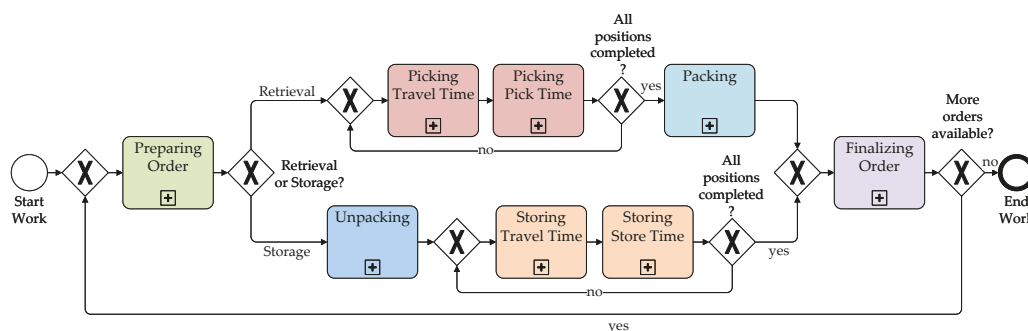 All
positions
completed
?
Retrieval
Picking
Travel Time
Picking
Pick Time
yes
Packing
no
Start
Work
Preparing
Order
Retrieval
or Storage?
All
positions
completed
?
Finalizing
Order
More
orders
available?
no
End
Work
Storage
Unpacking
Storing
Travel Time
Storing
Store Time
yes
no
yes